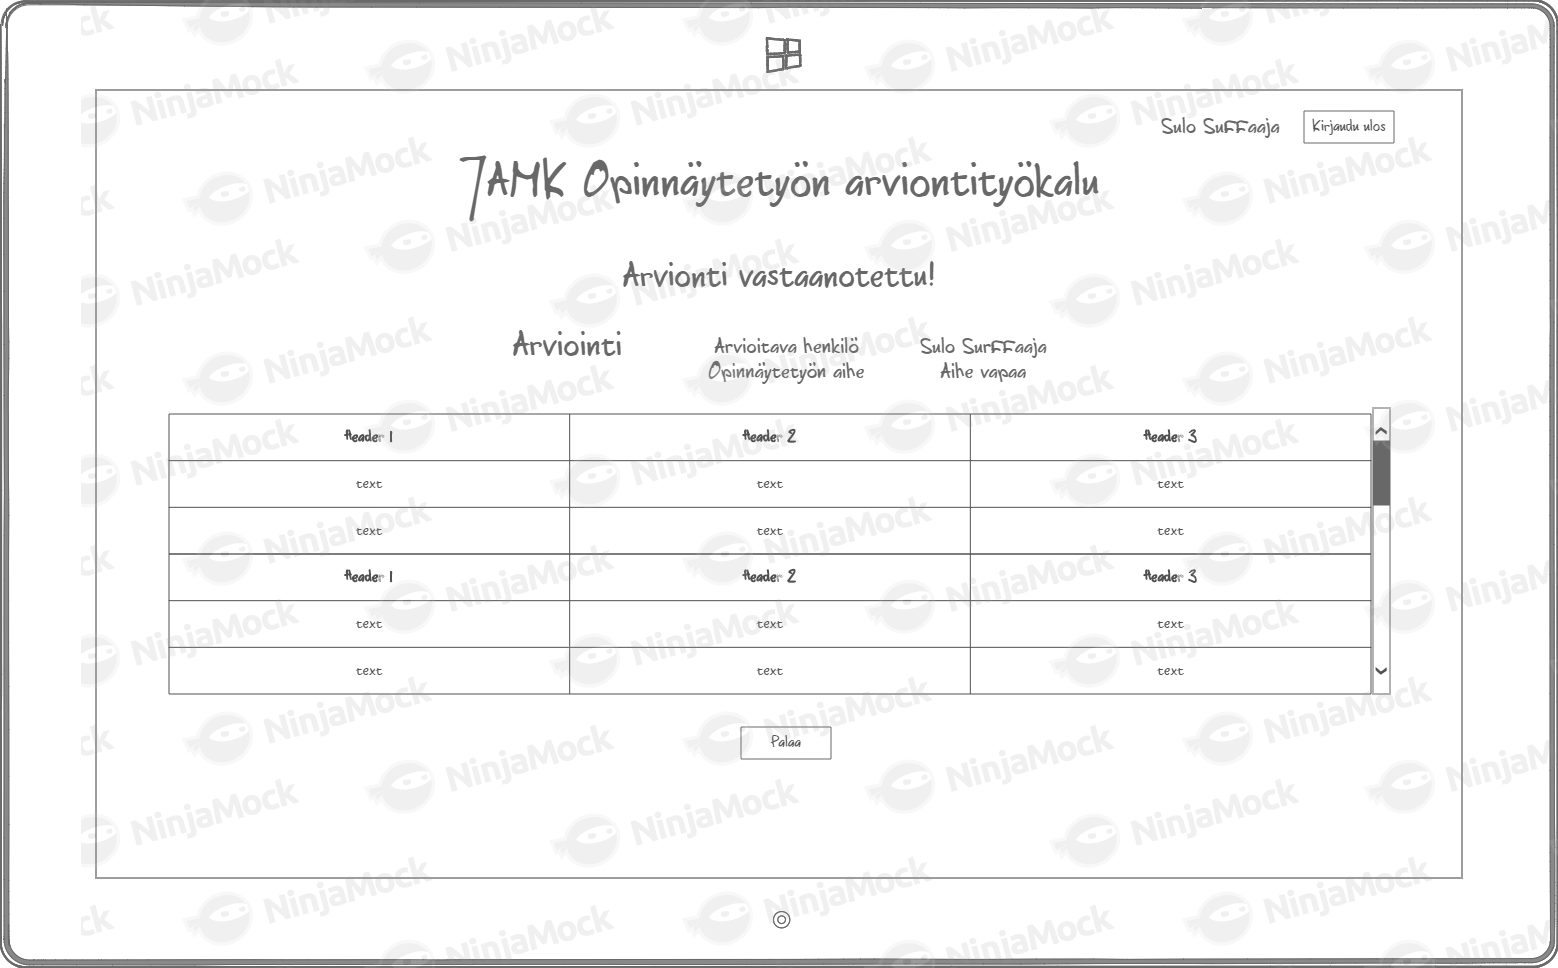 Sulo Suffaaja
Kirjaudu ulos
JAMK Opinnäytetyön arviontityökalu
Arvionti vastaanotettu!
Arviointi
Arvioitava henkilö Sulo Surffaaja
Opinnäytetyön aihe Aihe vapaa
Header 1 Header 2 Header 3
text text text
text text text
Header 1 Header 2 Header 3
text text text
text text text
Palaa
NinjaMock